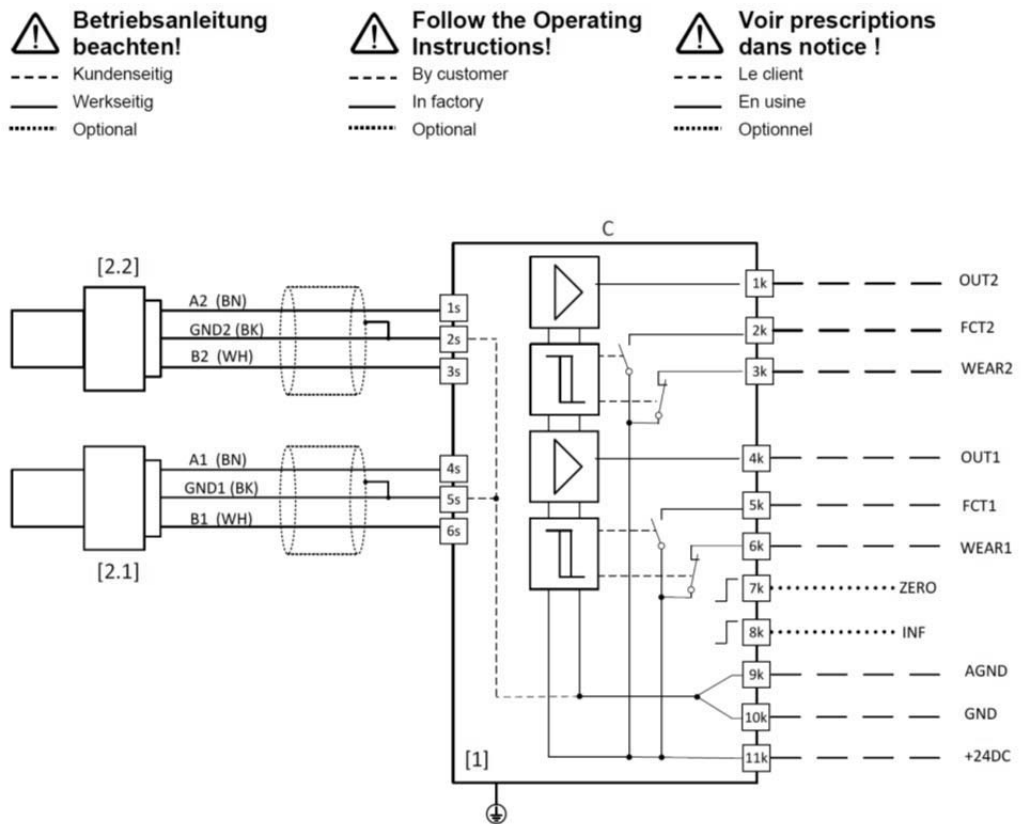 Betriebsanleitung
beachten!
Kundenseitig
Werkseitig
Optional
Follow the Operating
Instructions!
By customer
In factory
Optional
Voir prescriptions
dans notice !
Le client
En usine
Optionnel
C
[2.2]
A2 (BN)
GND2 (BK)
B2 (WH)
1s
2s
3s
A1 (BN)
GND1 (BK)
B1 (WH)
4s
5s
6s
[2.1]
[1]
1k OUT2
2k FCT2
3k WEAR2
4k OUT1
5k FCT1
6k WEAR1
7k ZERO
8k INF
9k AGND
10k GND
11k +24DC